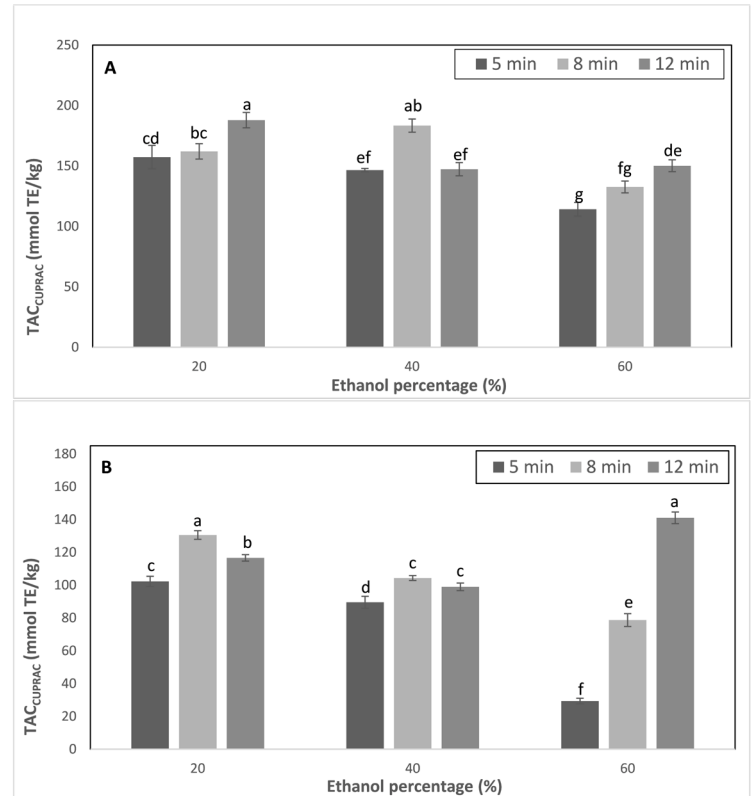 A
5 min 8 min 12 min
250
200
150
100
50
0
TAC_CUPRAC (mmol TE/kg)
cd bc a
ef ab ef
g fg de
20 40 60
Ethanol percentage (%)
B
5 min 8 min 12 min
180
160
140
120
100
80
60
40
20
0
TAC_CUPRAC (mmol TE/kg)
c a b
d c c
f e a
20 40 60
Ethanol percentage (%)